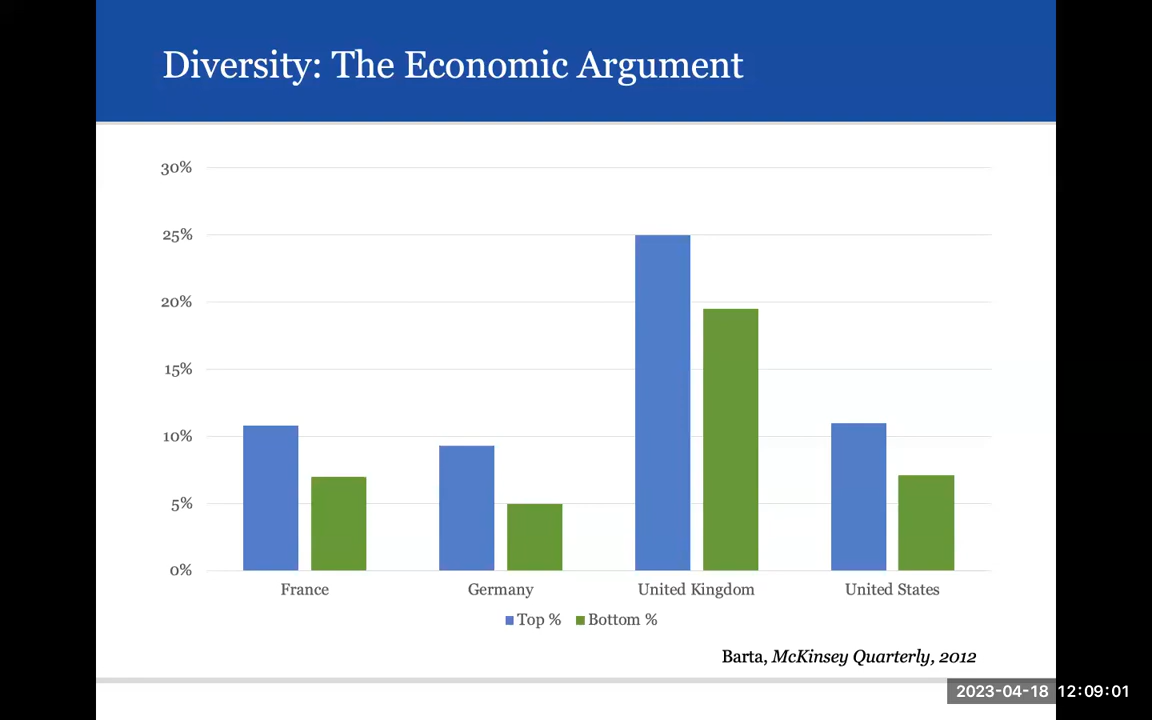 Diversity: The Economic Argument
30%
25%
20%
15%
10%
5%
0%
France Germany United Kingdom United States
Top % Bottom %
Barta, McKinsey Quarterly, 2012
2023-04-18 12:09:01